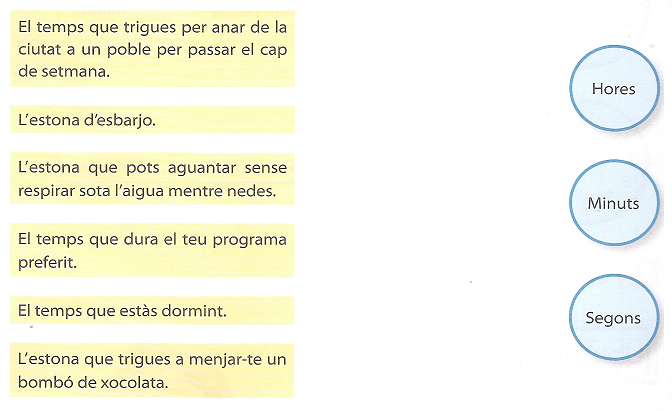 El temps que trigues per anar de la
ciutat a un poble per passar el cap
de setmana.
L'estona d'esbarjo.
L'estona que pots aguantar sense
respirar sota l'aigua mentre nedes.
El temps que dura el teu programa
preferit.
El temps que estàs dormint.
L'estona que trigues a menjar-te un
bombó de xocolata.
Hores
Minuts
Segons